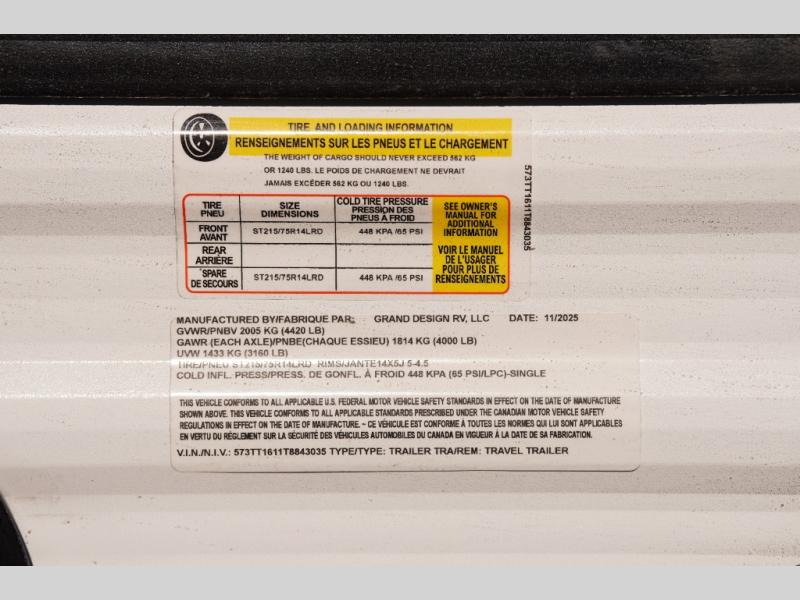 TIRE AND LOADING INFORMATION
RENSEIGNEMENTS SUR LES PNEUS ET LE CHARGEMENT
THE WEIGHT OF CARGO SHOULD NEVER EXCEED 562 KG
OR 1240 LBS. LE POIDS DE CHARGEMENT NE DEVRAIT
JAMAIS EXCÉDER 562 KG OU 1240 LBS.
TIRE
PNEU
SIZE
DIMENSIONS
COLD TIRE PRESSURE
PRESSION DES
PNEUS À FROID
SEE OWNER'S
MANUAL FOR
ADDITIONAL
INFORMATION
VOIR LE MANUEL
DE L'USAGER
POUR PLUS DE
RENSEIGNEMENTS
FRONT
AVANT
ST215/75R14LRD
448 KPA /65 PSI
REAR
ARRIÈRE
SPARE
DE SECOURS
ST215/75R14LRD
448 KPA /65 PSI
573TT1611T8843035
MANUFACTURED BY/FABRIQUE PAR: GRAND DESIGN RV, LLC DATE: 11/2025
GVWR/PNBV 2005 KG (4420 LB)
GAWR (EACH AXLE)/PNBE(CHAQUE ESSIEU) 1814 KG (4000 LB)
UVW 1433 KG (3160 LB)
TIRE/PNEU ST215/75R14LRD RIMS/JANTE14X5J 5-4.5
COLD INFL. PRESS/PRESS. DE GONFL. À FROID 448 KPA (65 PSI/LPC)-SINGLE
THIS VEHICLE CONFORMS TO ALL APPLICABLE U.S. FEDERAL MOTOR VEHICLE SAFETY STANDARDS IN EFFECT ON THE DATE OF MANUFACTURE
SHOWN ABOVE. THIS VEHICLE CONFORMS TO ALL APPLICABLE STANDARDS PRESCRIBED UNDER THE CANADIAN MOTOR VEHICLE SAFETY
REGULATIONS IN EFFECT ON THE DATE OF MANUFACTURE. ~ CE VÉHICULE EST CONFORME À TOUTES LES NORMES QUI LUI SONT APPLICABLES
EN VERTU DU RÉGLEMENT SUR LA SÉCURITÉ DES VÉHICULES AUTOMOBILES DU CANADA EN VIGUEUR À LA DATE DE SA FABRICATION.
V.I.N./N.I.V.: 573TT1611T8843035 TYPE/TYPE: TRAILER TRA/REM: TRAVEL TRAILER